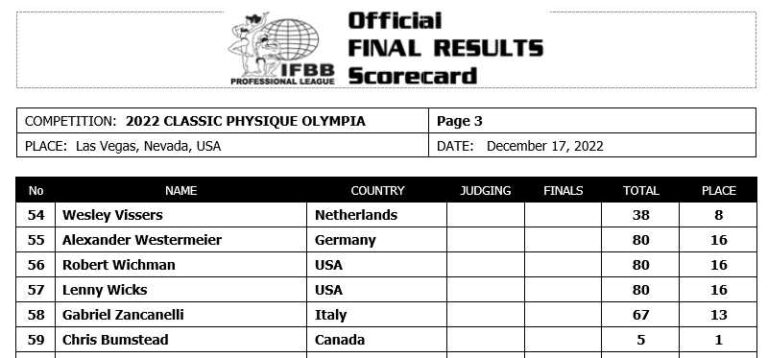 Official
FINAL RESULTS
Scorecard
IFBB
PROFESSIONAL LEAGUE
COMPETITION: 2022 CLASSIC PHYSIQUE OLYMPIA Page 3
PLACE: Las Vegas, Nevada, USA DATE: December 17, 2022
No NAME COUNTRY JUDGING FINALS TOTAL PLACE
54 Wesley Vissers Netherlands 38 8
55 Alexander Westermeier Germany 80 16
56 Robert Wichman USA 80 16
57 Lenny Wicks USA 80 16
58 Gabriel Zancanelli Italy 67 13
59 Chris Bumstead Canada 5 1